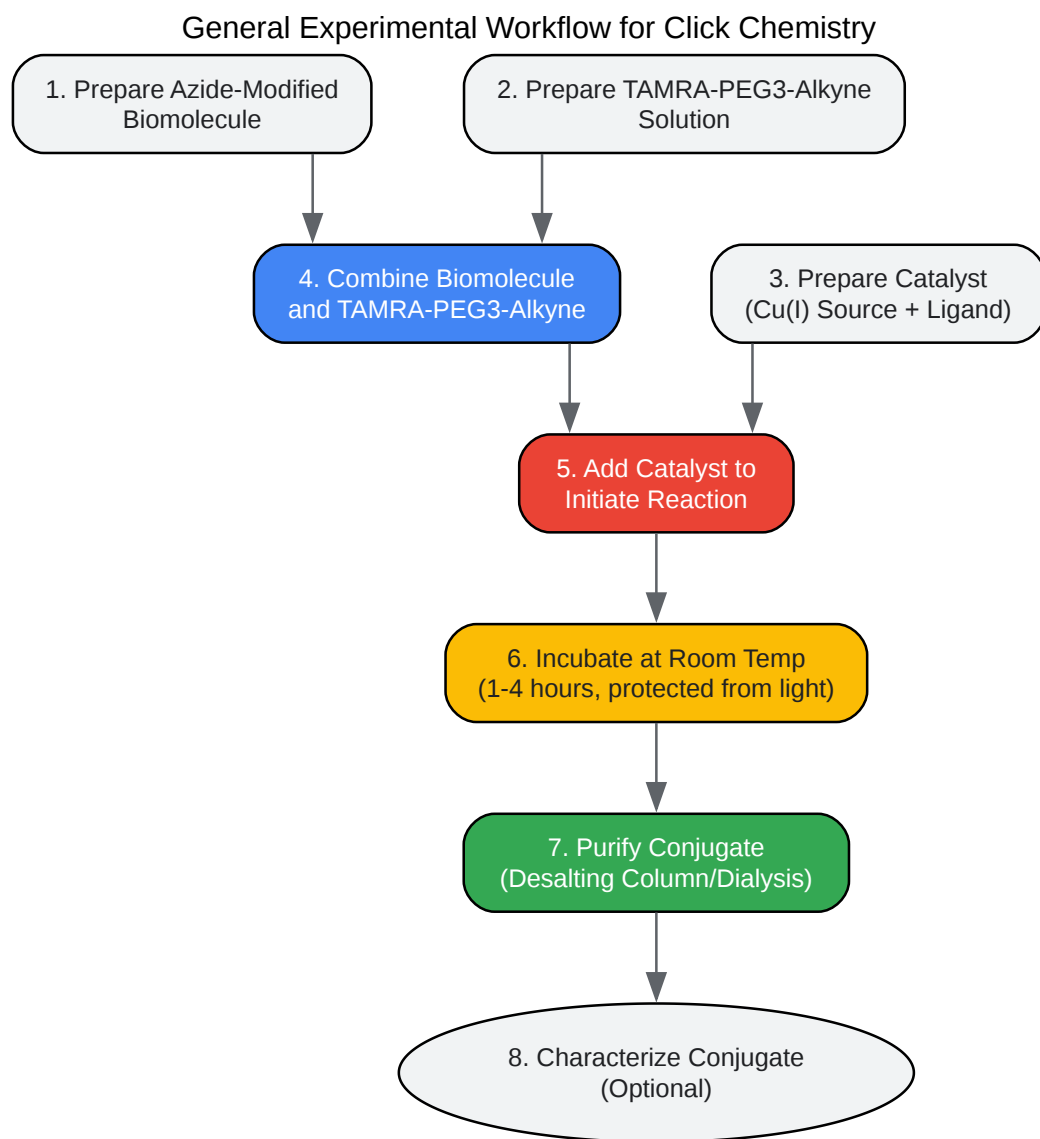 General Experimental Workflow for Click Chemistry
1. Prepare Azide-Modified
Biomolecule
2. Prepare TAMRA-PEG3-Alkyne
Solution
4. Combine Biomolecule
and TAMRA-PEG3-Alkyne
3. Prepare Catalyst
(Cu(I) Source + Ligand)
5. Add Catalyst to
Initiate Reaction
6. Incubate at Room Temp
(1-4 hours, protected from light)
7. Purify Conjugate
(Desalting Column/Dialysis)
8. Characterize Conjugate
(Optional)